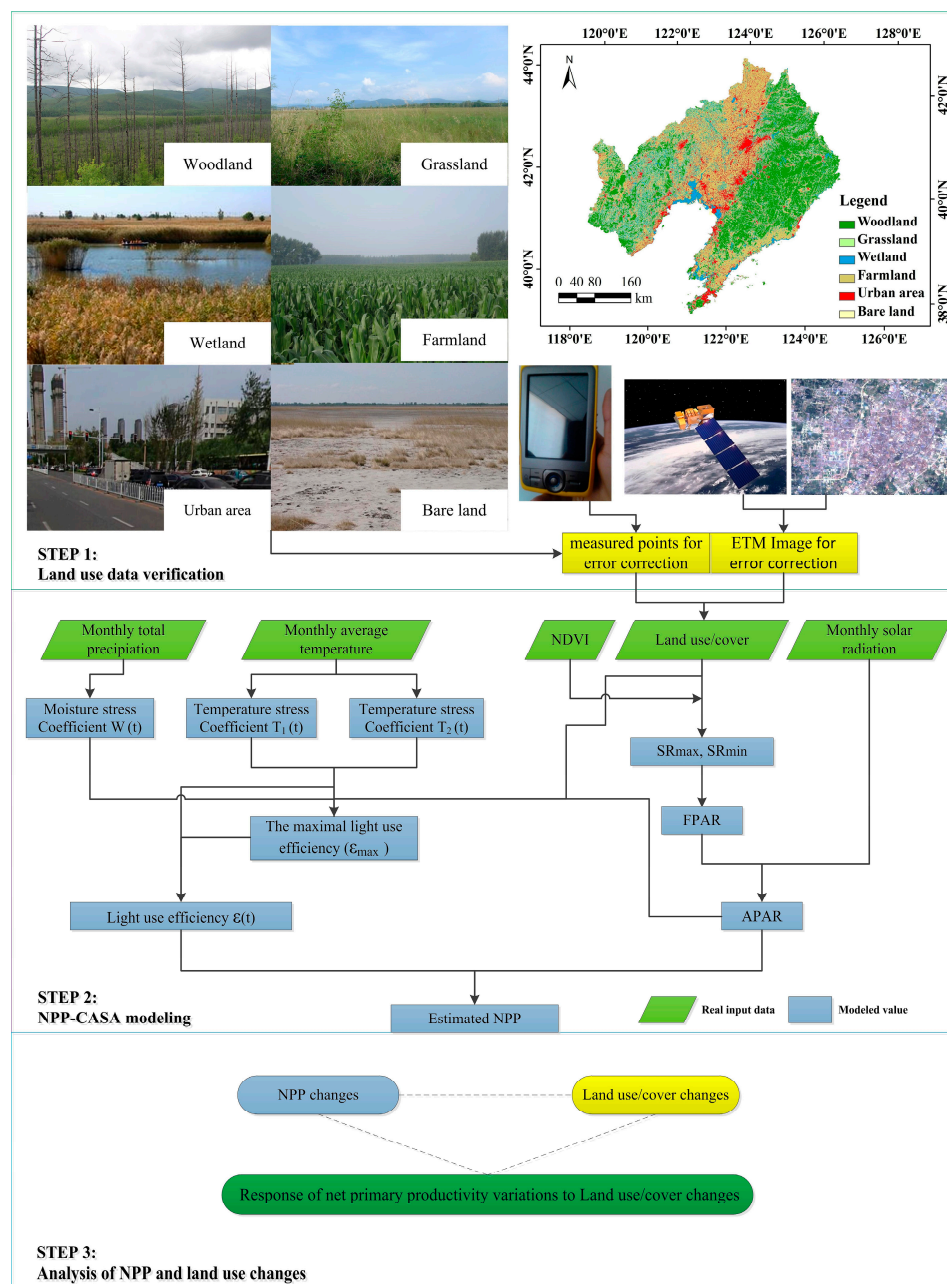 Woodland
Grassland
Wetland
Farmland
Urban area
Bare land
120°0'E 122°0'E 124°0'E 126°0'E 128°0'E
44°0'N
42°0'N
40°0'N
42°0'N
40°0'N
38°0'N
N
Legend
Woodland
Grassland
Wetland
Farmland
Urban area
Bare land
0 40 80 160
km
118°0'E 120°0'E 122°0'E 124°0'E 126°0'E
STEP 1:
Land use data verification
measured points for
error correction
ETM Image for
error correction
Monthly total
precipiation
Monthly average
temperature
NDVI
Land use/cover
Monthly solar
radiation
Moisture stress
Coefficient W (t)
Temperature stress
Coefficient T₁ (t)
Temperature stress
Coefficient T₂ (t)
SRmax, SRmin
The maximal light use
efficiency (εmax )
FPAR
Light use efficiency ε(t)
APAR
STEP 2:
NPP-CASA modeling
Estimated NPP
Real input data
Modeled value
NPP changes
Land use/cover changes
Response of net primary productivity variations to Land use/cover changes
STEP 3:
Analysis of NPP and land use changes